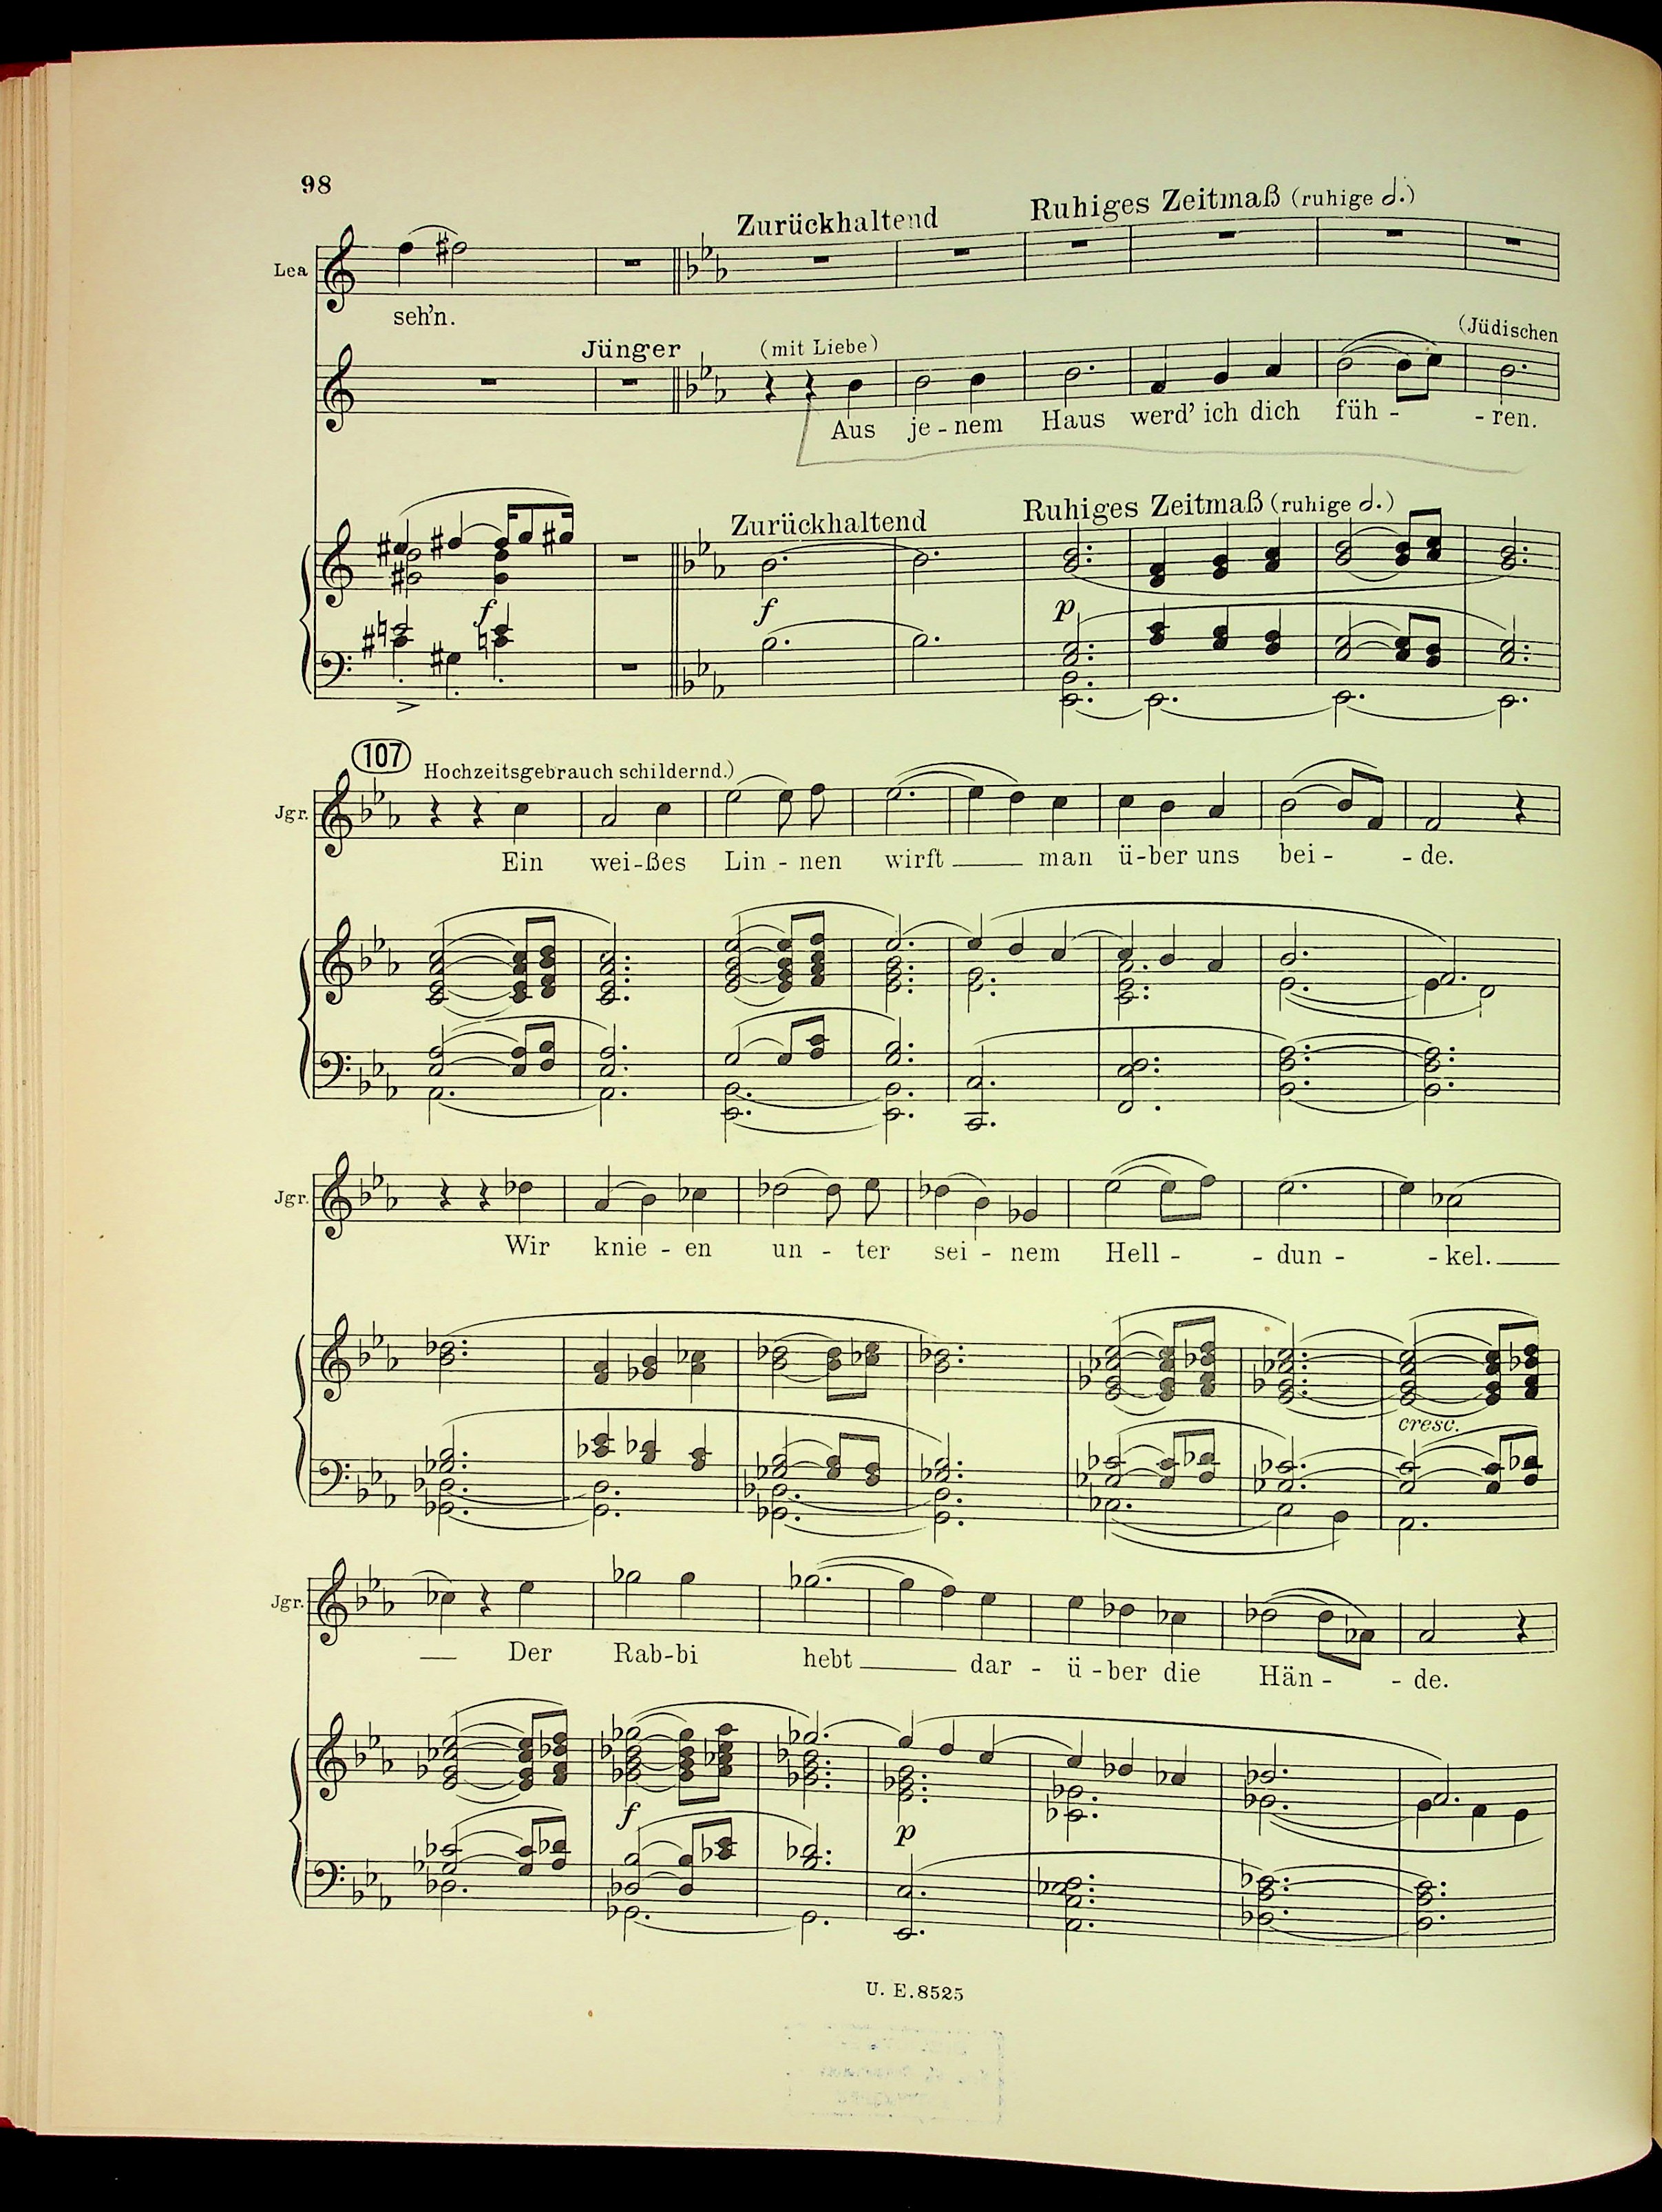 98
Zurückhaltend Ruhiges Zeitmaß (ruhige 𝅗𝅥.)
Lea
seh'n.
Jünger (mit Liebe) (Jüdischen
Aus je - nem Haus werd' ich dich füh - - ren.
Zurückhaltend Ruhiges Zeitmaß (ruhige 𝅗𝅥.)
f f p
107 Hochzeitsgebrauch schildernd.)
Jgr.
Ein wei-ßes Lin - nen wirft man ü-ber uns bei - - de.
Jgr.
Wir knie - en un - ter sei - nem Hell - - dun - - kel.
cresc.
Jgr.
Der Rab-bi hebt dar - ü - ber die Hän - - de.
f p
U. E. 8525